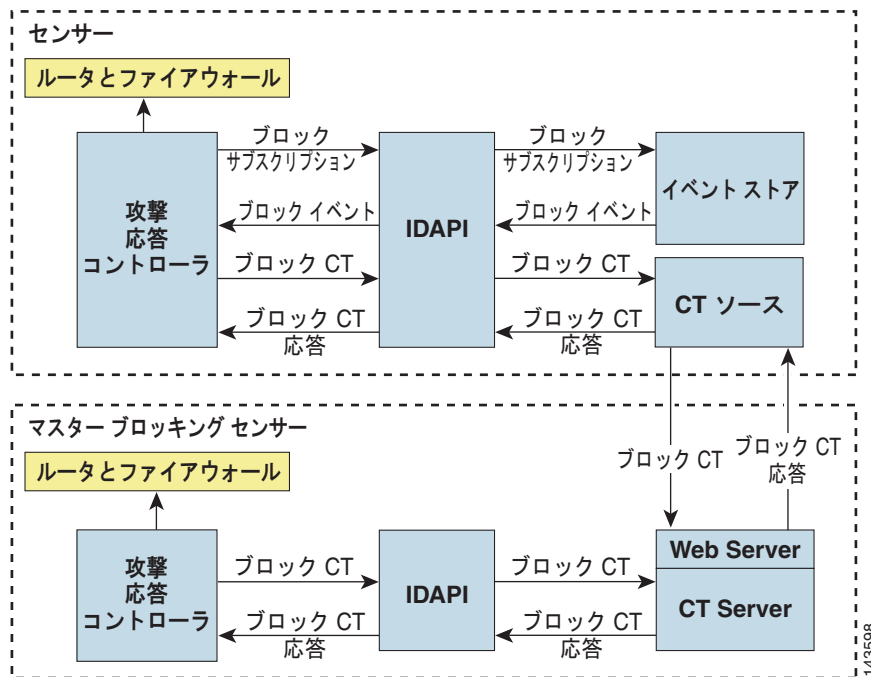 センサー
ルータとファイアウォール
攻撃
応答
コントローラ
ブロック
サブスクリプション
ブロック イベント
ブロック CT
ブロック CT
応答
IDAPI
ブロック
サブスクリプション
ブロック イベント
ブロック CT
ブロック CT
応答
イベント ストア
CT ソース
ブロック CT
ブロック CT
応答
マスター ブロッキング センサー
ルータとファイアウォール
攻撃
応答
コントローラ
ブロック CT
ブロック CT
応答
IDAPI
ブロック CT
ブロック CT
応答
Web Server
CT Server
143598